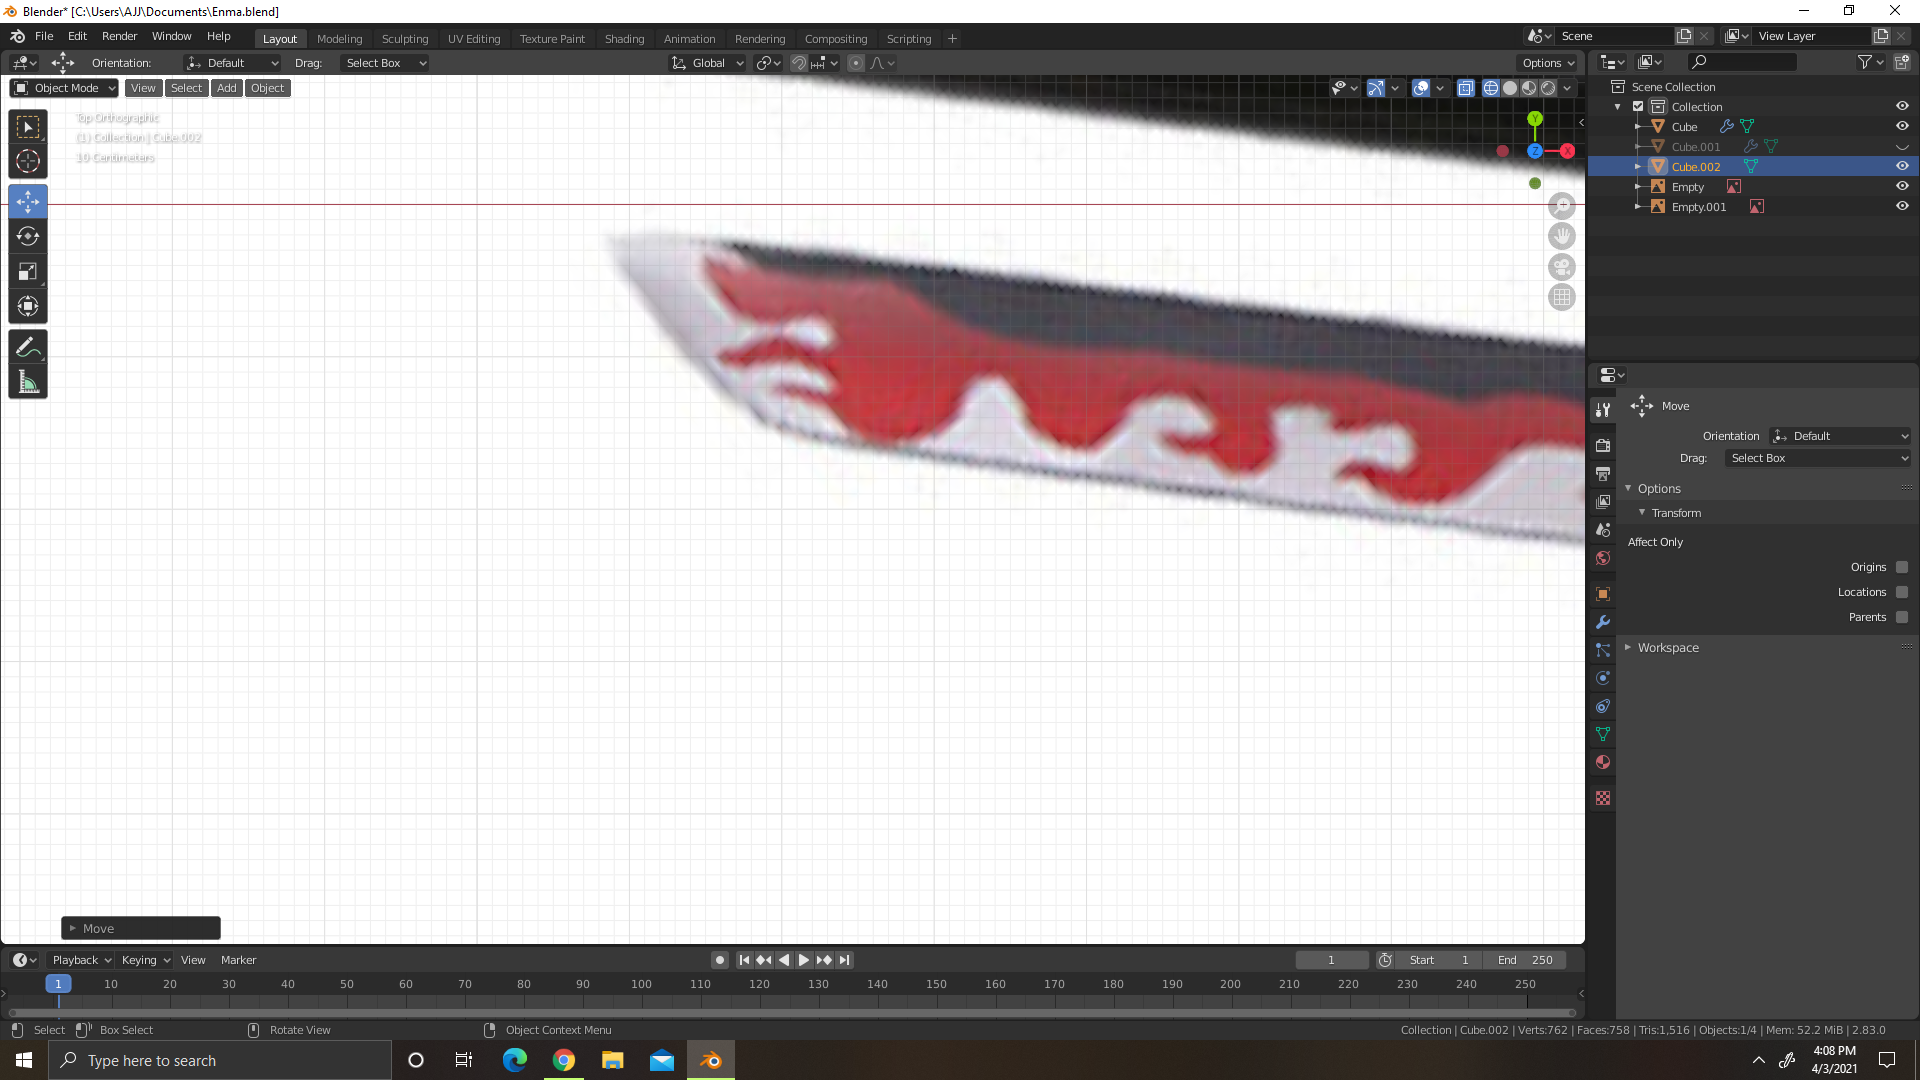 Blender* [C:\Users\AJJ\Documents\Enma.blend]
File Edit Render Window Help Layout Modeling Sculpting UV Editing Texture Paint Shading Animation Rendering Compositing Scripting + Scene View Layer
Orientation: Default Drag: Select Box Global Options
Object Mode View Select Add Object
Top Orthographic
(1) Collection | Cube.002
10 Centimeters
Y
Z
X
Scene Collection
Collection
Cube
Cube.001
Cube.002
Empty
Empty.001
Move
Orientation Default
Drag: Select Box
Options
Transform
Affect Only
Origins
Locations
Parents
Workspace
Move
Playback Keying View Marker 1 Start 1 End 250
1 10 20 30 40 50 60 70 80 90 100 110 120 130 140 150 160 170 180 190 200 210 220 230 240 250
Select Box Select Rotate View Object Context Menu Collection | Cube.002 | Verts:762 | Faces:758 | Tris:1,516 | Objects:1/4 | Mem: 52.2 MiB | 2.83.0
Type here to search
4:08 PM
4/3/2021